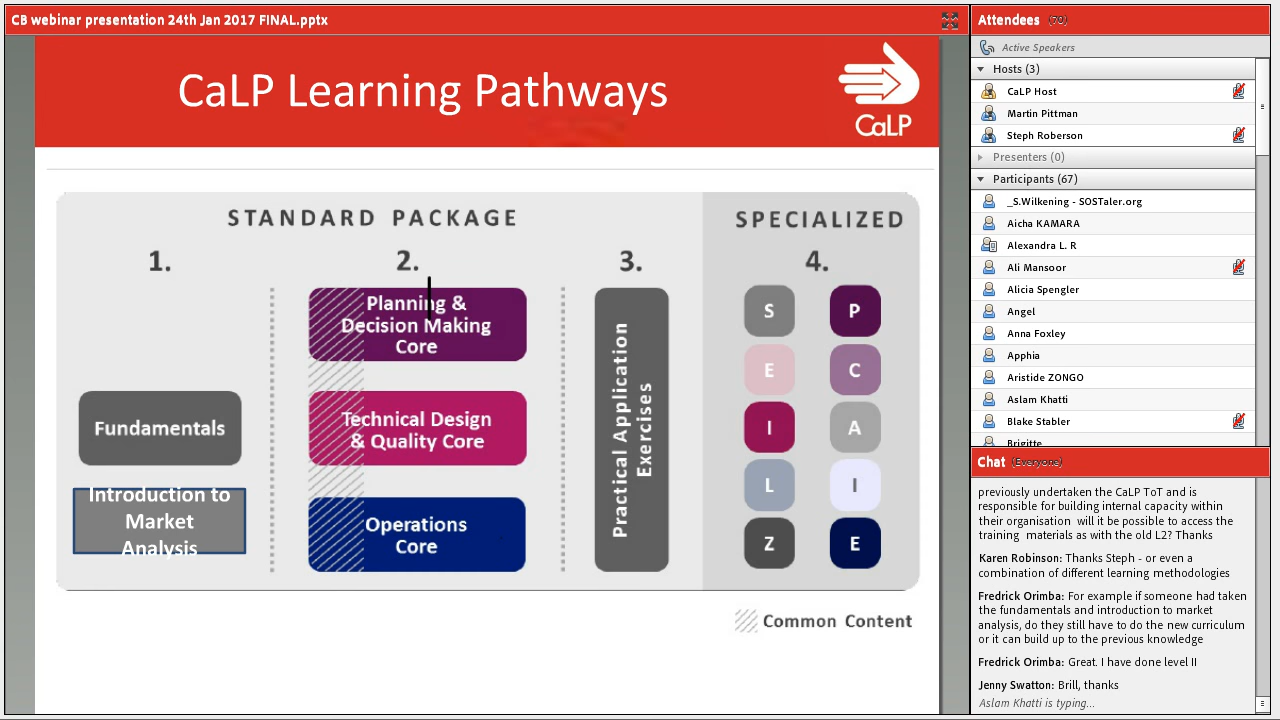 CB webinar presentation 24th Jan 2017 FINAL.pptx
CaLP Learning Pathways
CaLP
STANDARD PACKAGE
SPECIALIZED
1.
2.
3.
4.
Fundamentals
Introduction to
Market
Analysis
Planning &
Decision Making
Core
Technical Design
& Quality Core
Operations
Core
Practical Application
Exercises
S P
E C
I A
L I
Z E
Common Content
Attendees (70)
Active Speakers
Hosts (3)
CaLP Host
Martin Pittman
Steph Roberson
Presenters (0)
Participants (67)
_S.Wilkening - SOSTaler.org
Aicha KAMARA
Alexandra L. R
Ali Mansoor
Alicia Spengler
Angel
Anna Foxley
Apphia
Aristide ZONGO
Aslam Khatti
Blake Stabler
Brigitte
Chat (Everyone)
previously undertaken the CaLP ToT and is
responsible for building internal capacity within
their organisation will it be possible to access the
training materials as with the L1 and L2? Thanks
Karen Robinson: Thanks Steph - or even a
combination of different learning methodologies
Fredrick Orimba: For example if someone had taken
the fundamentals and introduction to market
analysis, do they still have to do the new curriculum
or it can build up to the previous knowledge
Fredrick Orimba: Great. I have done level II
Jenny Swatton: Brill, thanks
Aslam Khatti is typing...